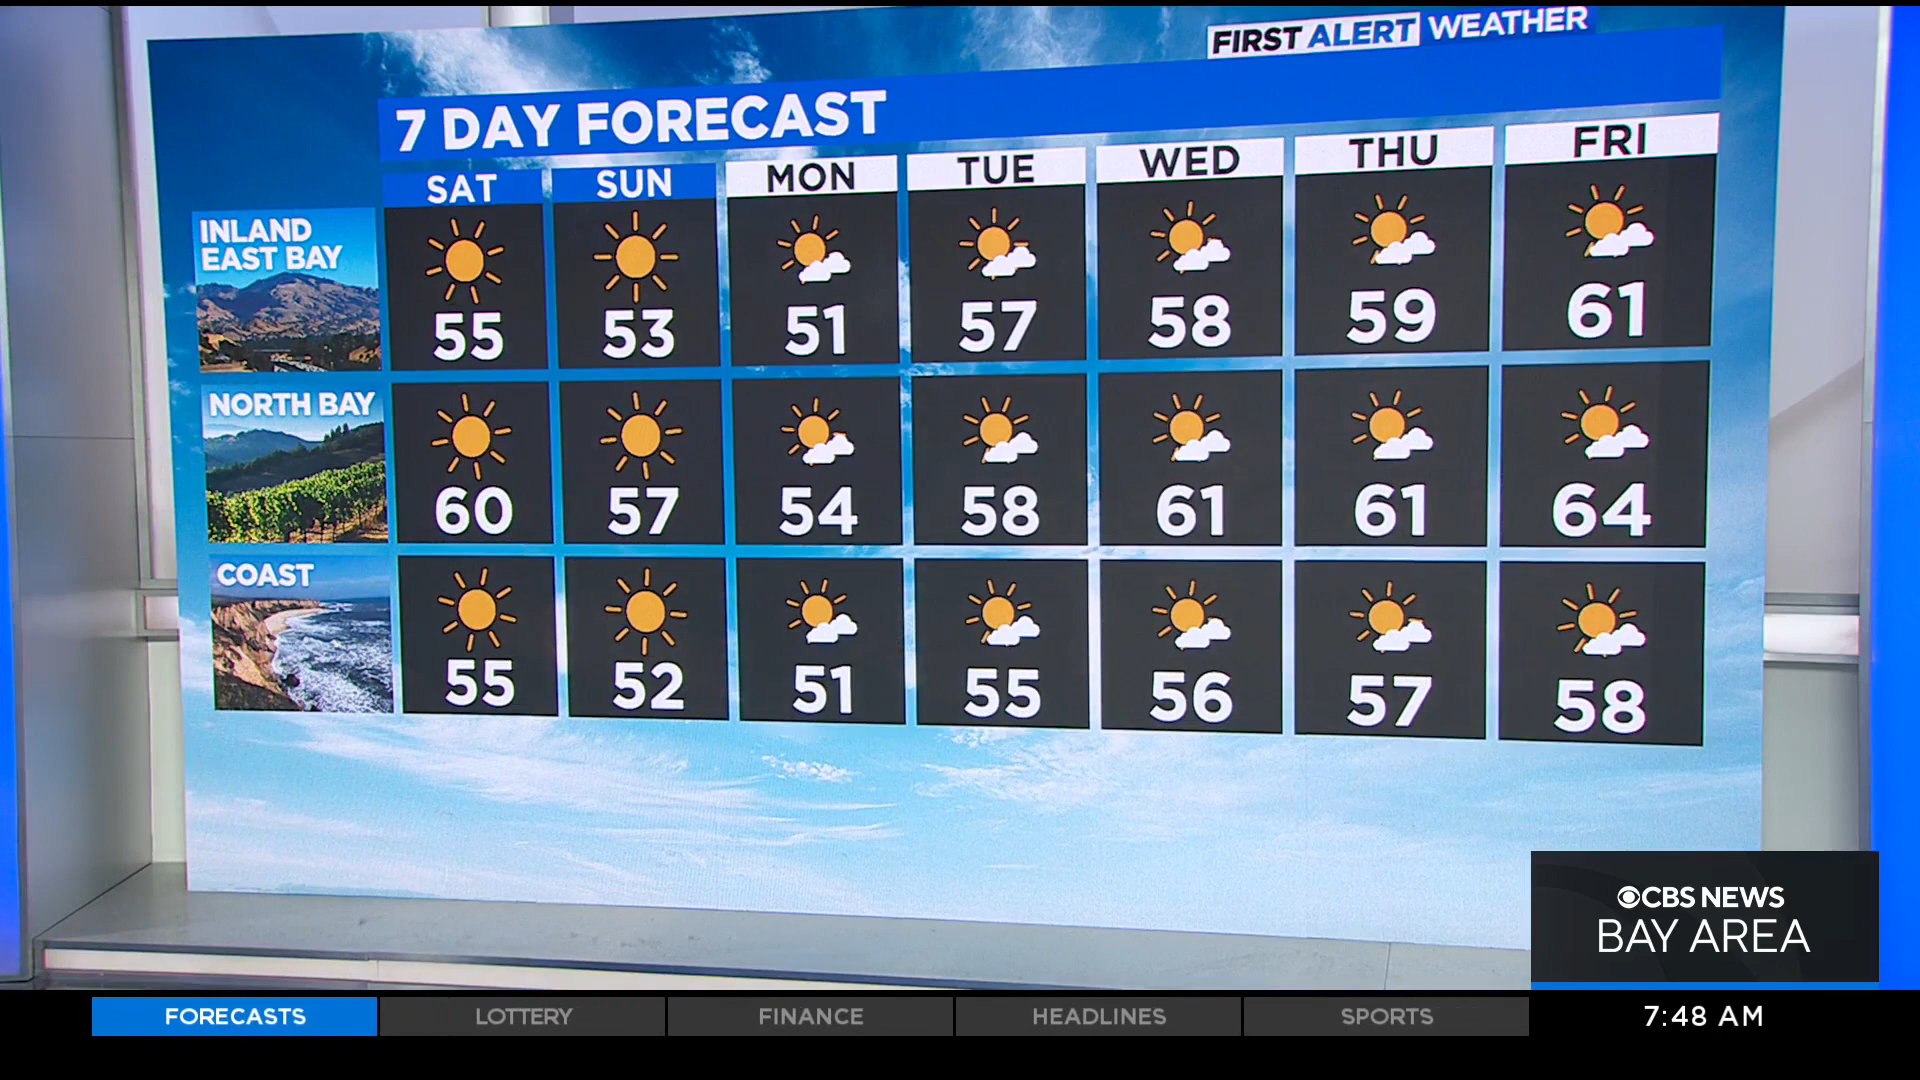 FIRST ALERT WEATHER
7 DAY FORECAST
SAT SUN MON TUE WED THU FRI
INLAND
EAST BAY
55 53 51 57 58 59 61
NORTH BAY
60 57 54 58 61 61 64
COAST
55 52 51 55 56 57 58
CBS NEWS
BAY AREA
FORECASTS LOTTERY FINANCE HEADLINES SPORTS 7:48 AM